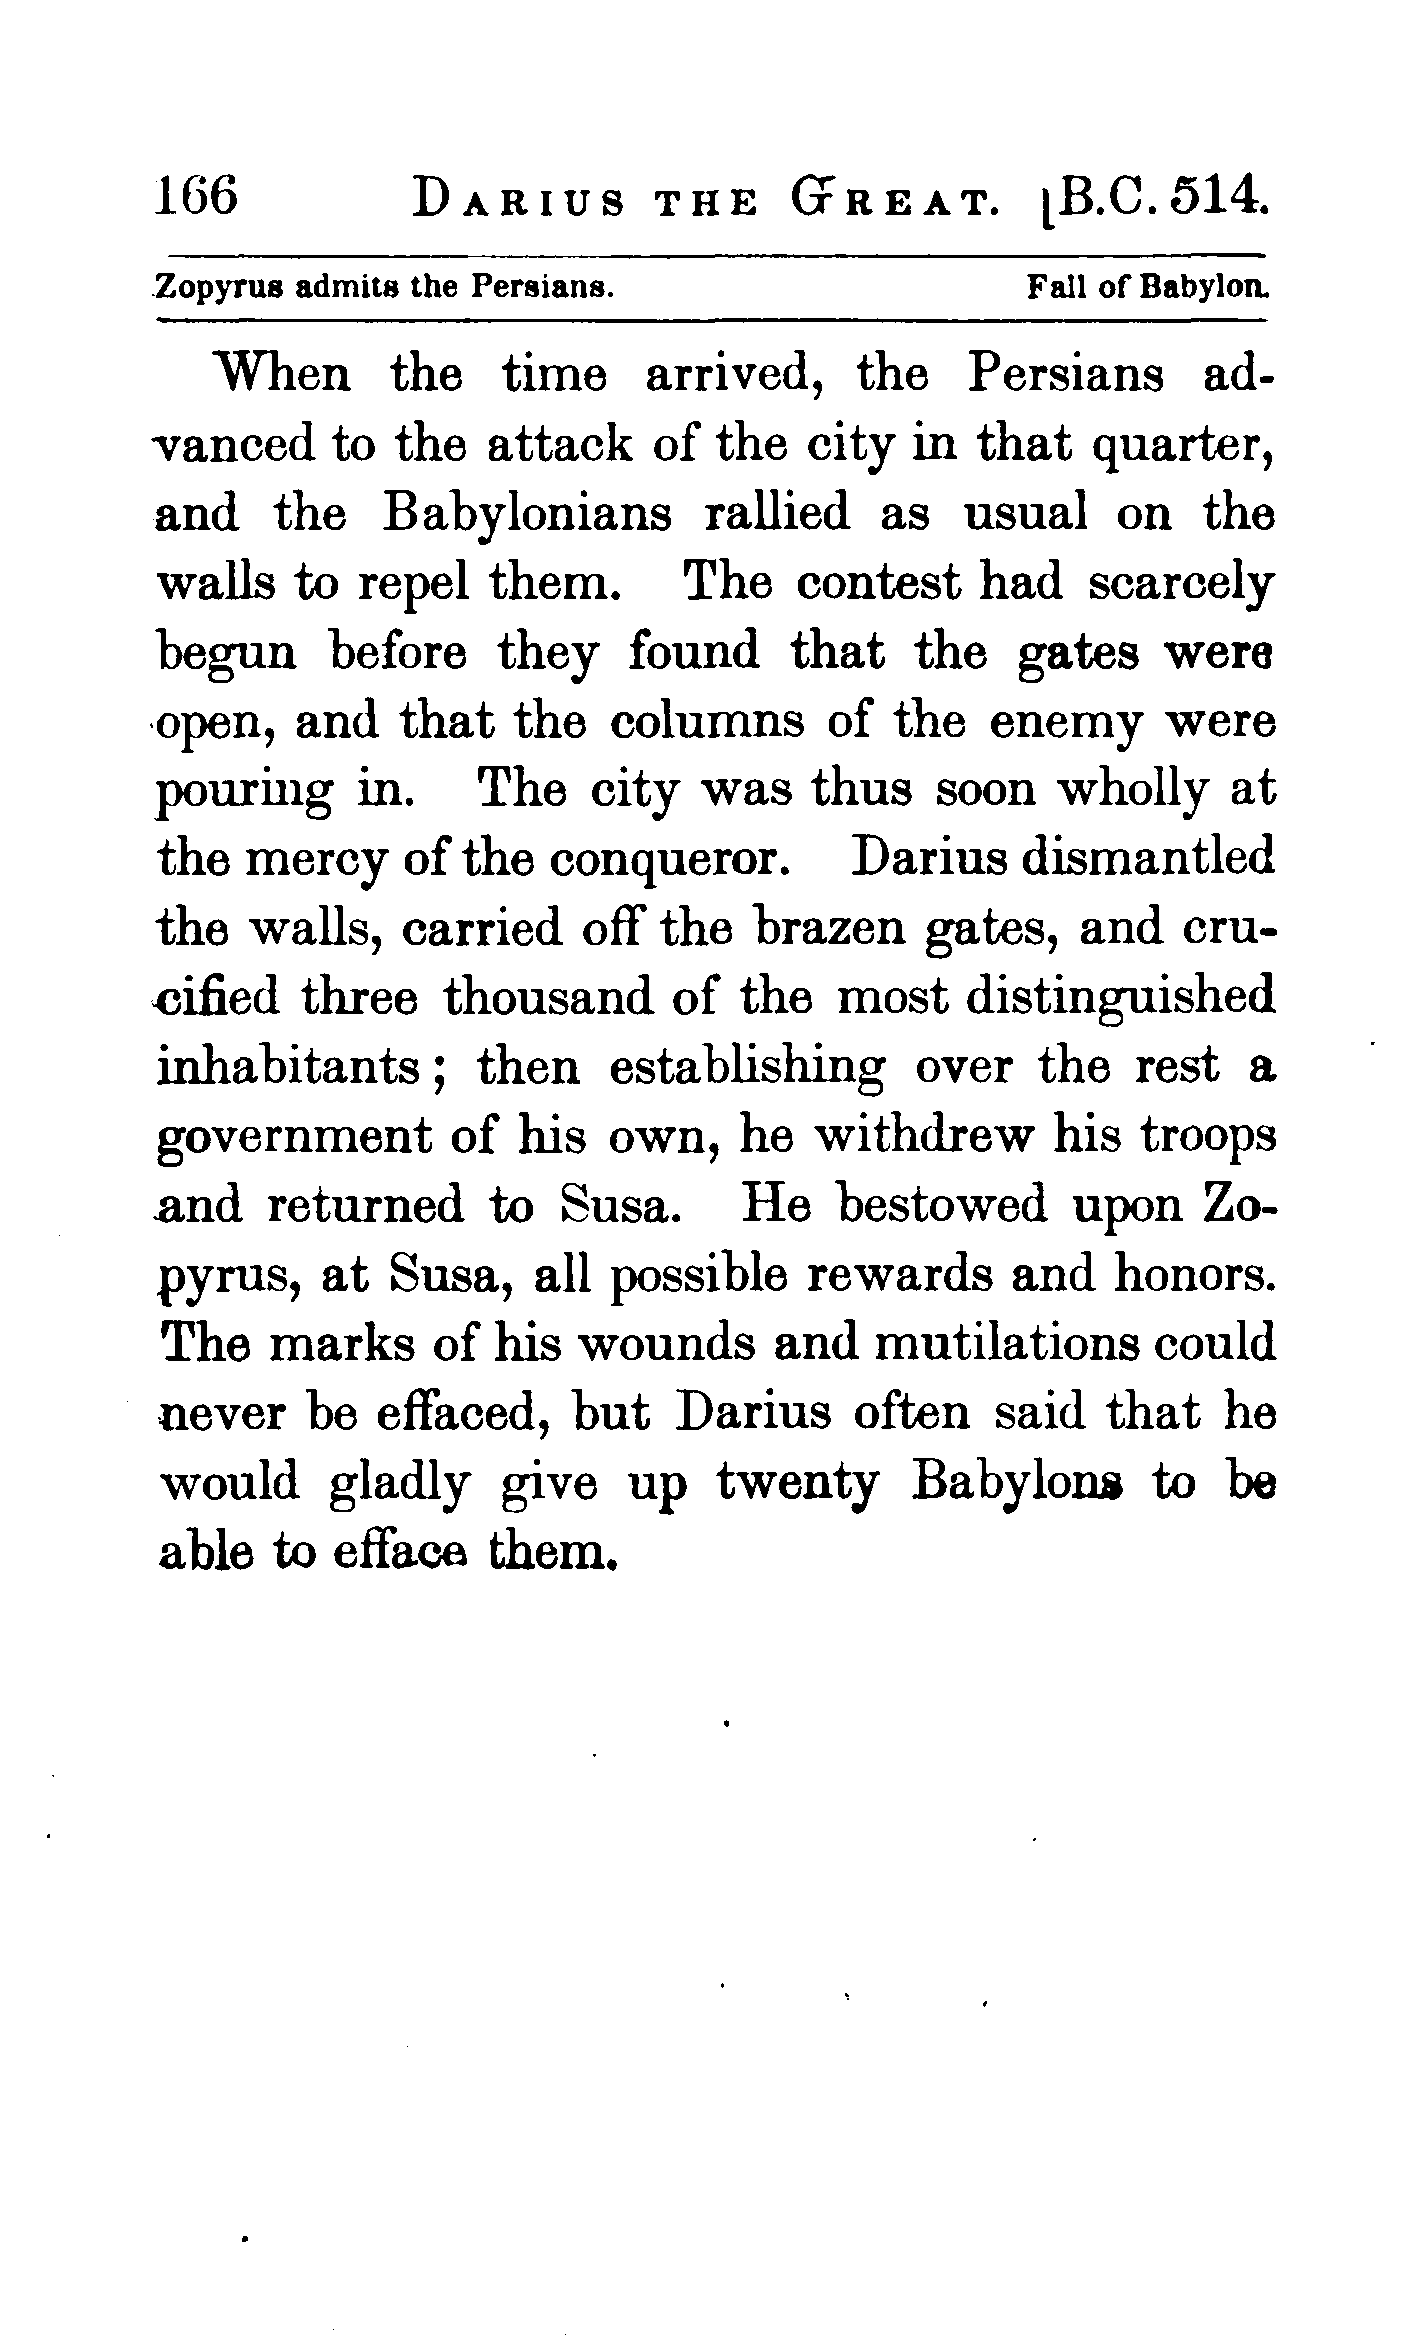 166 DARIUS THE GREAT. [B.C. 514.
Zopyrus admits the Persians. Fall of Babylon.
When the time arrived, the Persians ad-
vanced to the attack of the city in that quarter,
and the Babylonians rallied as usual on the
walls to repel them. The contest had scarcely
begun before they found that the gates were
open, and that the columns of the enemy were
pouring in. The city was thus soon wholly at
the mercy of the conqueror. Darius dismantled
the walls, carried off the brazen gates, and cru-
cified three thousand of the most distinguished
inhabitants; then establishing over the rest a
government of his own, he withdrew his troops
and returned to Susa. He bestowed upon Zo-
pyrus, at Susa, all possible rewards and honors.
The marks of his wounds and mutilations could
never be effaced, but Darius often said that he
would gladly give up twenty Babylons to be
able to efface them.